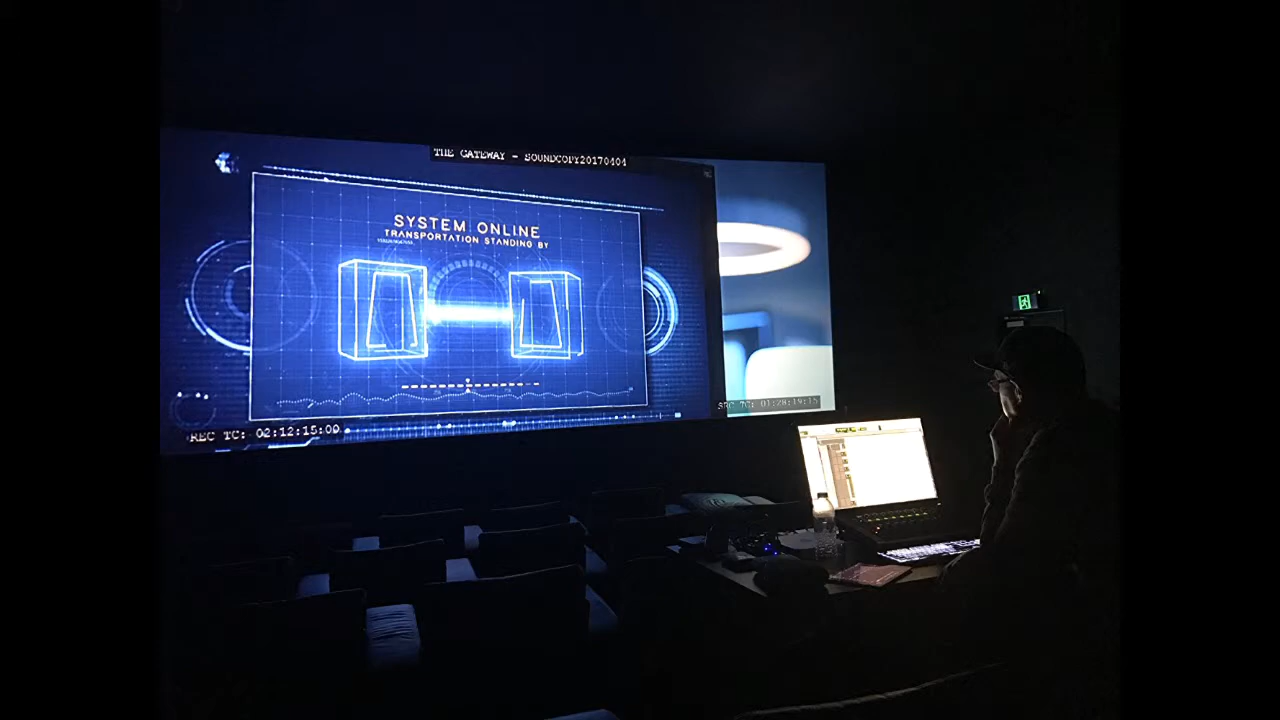 THE GATEWAY - SOUNDCOPY20170404
SYSTEM ONLINE
TRANSPORTATION STANDING BY
SRC TC: 01:28:19:15
REC TC: 02:12:15:00